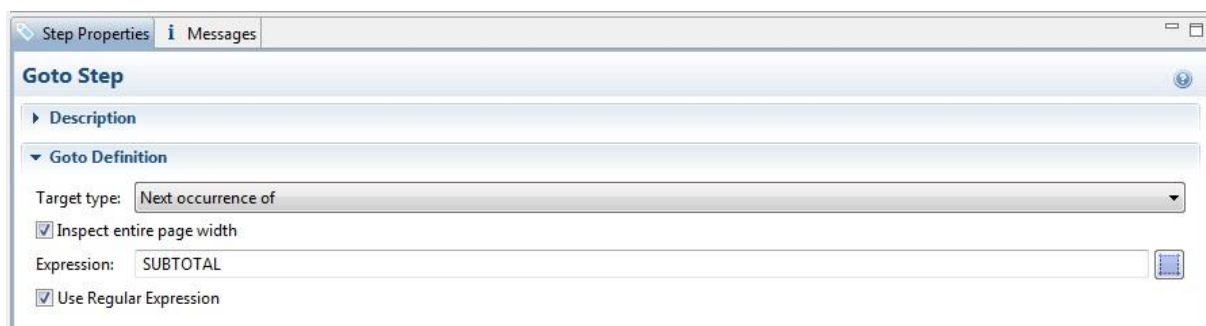 Step Properties i Messages
Goto Step
Description
Goto Definition
Target type: Next occurrence of
Inspect entire page width
Expression: SUBTOTAL
Use Regular Expression